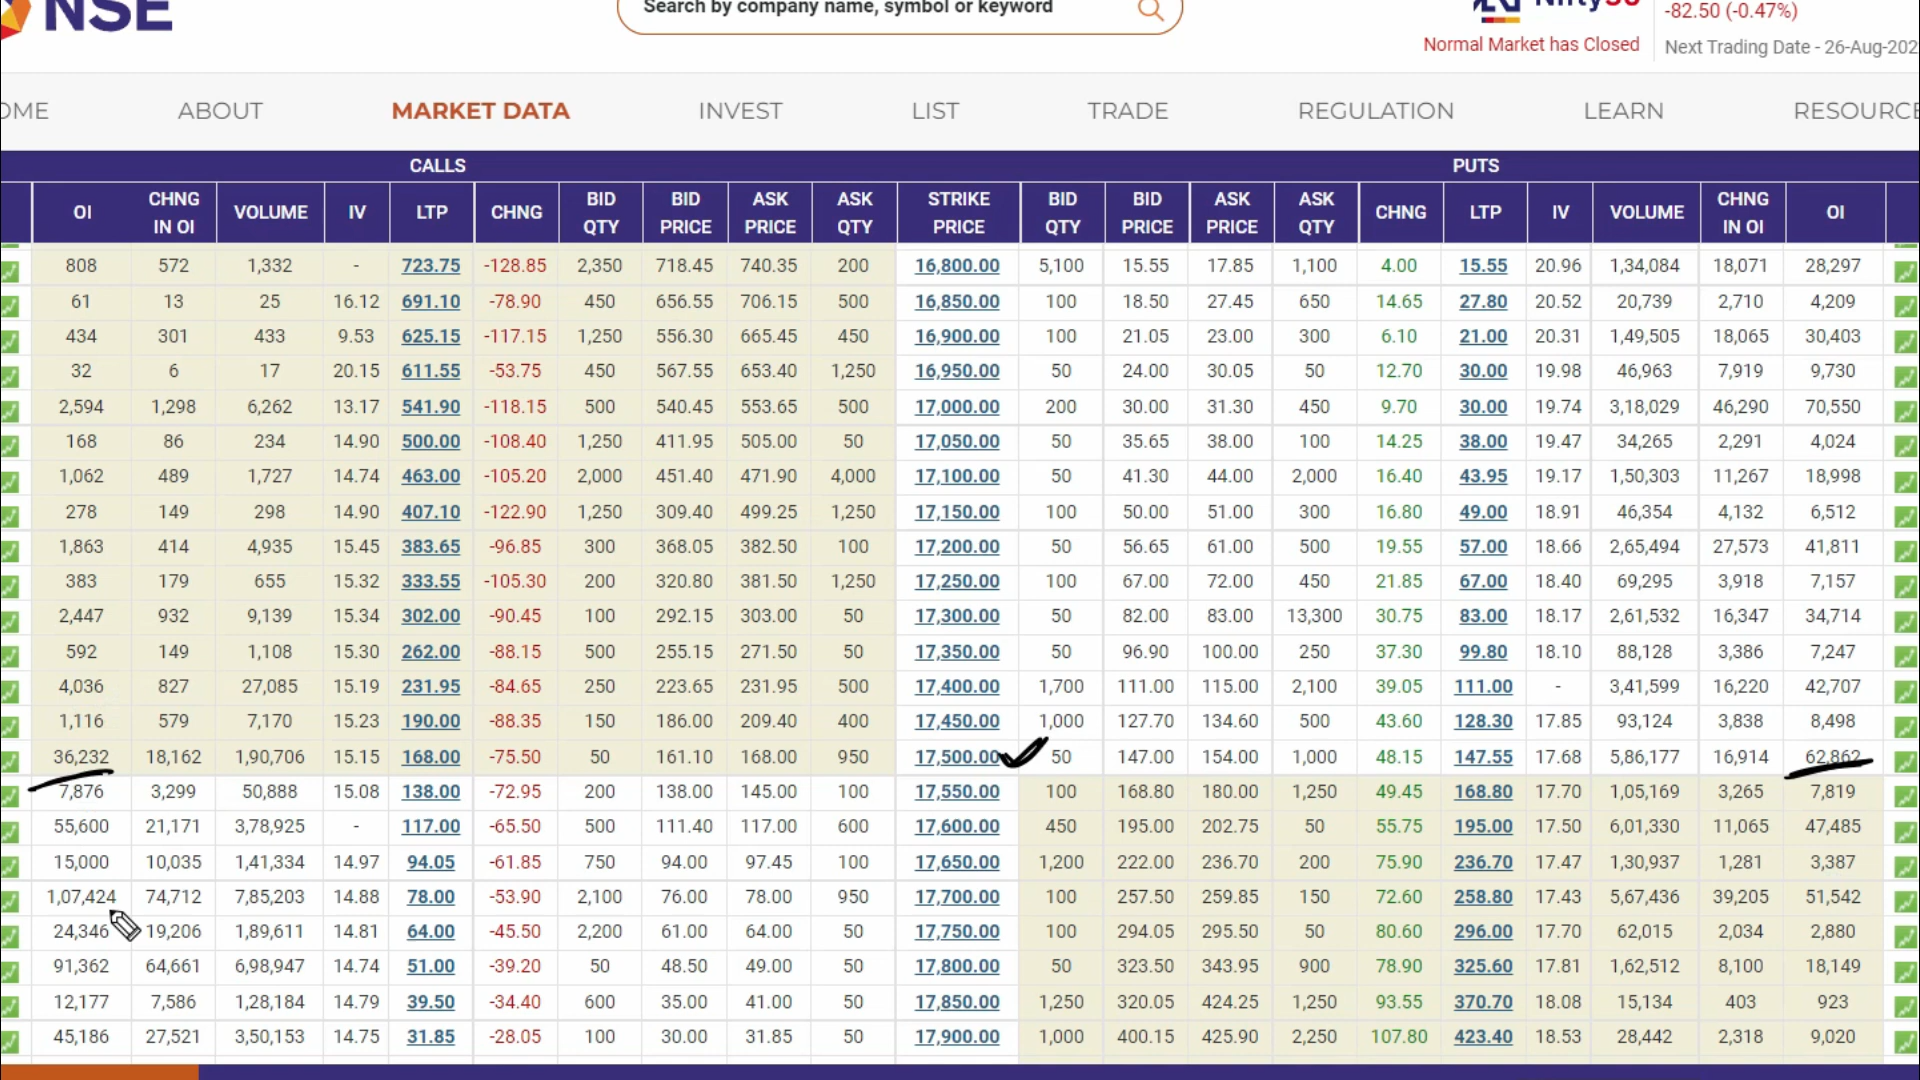 NSE
Search by company name, symbol or keyword
Nifty50
-82.50 (-0.47%)
Normal Market has Closed
Next Trading Date - 26-Aug-202
OME ABOUT MARKET DATA INVEST LIST TRADE REGULATION LEARN RESOURCE
CALLS PUTS
OI CHNG IN OI VOLUME IV LTP CHNG BID QTY BID PRICE ASK PRICE ASK QTY STRIKE PRICE BID QTY BID PRICE ASK PRICE ASK QTY CHNG LTP IV VOLUME CHNG IN OI OI
808 572 1,332 - 723.75 -128.85 2,350 718.45 740.35 200 16,800.00 5,100 15.55 17.85 1,100 4.00 15.55 20.96 1,34,084 18,071 28,297
61 13 25 16.12 691.10 -78.90 450 656.55 706.15 500 16,850.00 100 18.50 27.45 650 14.65 27.80 20.52 20,739 2,710 4,209
434 301 433 9.53 625.15 -117.15 1,250 556.30 665.45 450 16,900.00 100 21.05 23.00 300 6.10 21.00 20.31 1,49,505 18,065 30,403
32 6 17 20.15 611.55 -53.75 450 567.55 653.40 1,250 16,950.00 50 24.00 30.05 50 12.70 30.00 19.98 46,963 7,919 9,730
2,594 1,298 6,262 13.17 541.90 -118.15 500 540.45 553.65 500 17,000.00 200 30.00 31.30 450 9.70 30.00 19.74 3,18,029 46,290 70,550
168 86 234 14.90 500.00 -108.40 1,250 411.95 505.00 50 17,050.00 50 35.65 38.00 100 14.25 38.00 19.47 34,265 2,291 4,024
1,062 489 1,727 14.74 463.00 -105.20 2,000 451.40 471.90 4,000 17,100.00 50 41.30 44.00 2,000 16.40 43.95 19.17 1,50,303 11,267 18,998
278 149 298 14.90 407.10 -122.90 1,250 309.40 499.25 1,250 17,150.00 100 50.00 51.00 300 16.80 49.00 18.91 46,354 4,132 6,512
1,863 414 4,935 15.45 383.65 -96.85 300 368.05 382.50 100 17,200.00 50 56.65 61.00 500 19.55 57.00 18.66 2,65,494 27,573 41,811
383 179 655 15.32 333.55 -105.30 200 320.80 381.50 1,250 17,250.00 100 67.00 72.00 450 21.85 67.00 18.40 69,295 3,918 7,157
2,447 932 9,139 15.34 302.00 -90.45 100 292.15 303.00 50 17,300.00 50 82.00 83.00 13,300 30.75 83.00 18.17 2,61,532 16,347 34,714
592 149 1,108 15.30 262.00 -88.15 500 255.15 271.50 50 17,350.00 50 96.90 100.00 250 37.30 99.80 18.10 88,128 3,386 7,247
4,036 827 27,085 15.19 231.95 -84.65 250 223.65 231.95 500 17,400.00 1,700 111.00 115.00 2,100 39.05 111.00 - 3,41,599 16,220 42,707
1,116 579 7,170 15.23 190.00 -88.35 150 186.00 209.40 400 17,450.00 1,000 127.70 134.60 500 43.60 128.30 17.85 93,124 3,838 8,498
36,232 18,162 1,90,706 15.15 168.00 -75.50 50 161.10 168.00 950 17,500.00 50 147.00 154.00 1,000 48.15 147.55 17.68 5,86,177 16,914 62,862
7,876 3,299 50,888 15.08 138.00 -72.95 200 138.00 145.00 100 17,550.00 100 168.80 180.00 1,250 49.45 168.80 17.70 1,05,169 3,265 7,819
55,600 21,171 3,78,925 - 117.00 -65.50 500 111.40 117.00 600 17,600.00 450 195.00 202.75 50 55.75 195.00 17.50 6,01,330 11,065 47,485
15,000 10,035 1,41,334 14.97 94.05 -61.85 750 94.00 97.45 100 17,650.00 1,200 222.00 236.70 200 75.90 236.70 17.47 1,30,937 1,281 3,387
1,07,424 74,712 7,85,203 14.88 78.00 -53.90 2,100 76.00 78.00 950 17,700.00 100 257.50 259.85 150 72.60 258.80 17.43 5,67,436 39,205 51,542
24,346 19,206 1,89,611 14.81 64.00 -45.50 2,200 61.00 64.00 50 17,750.00 100 294.05 295.50 50 80.60 296.00 17.70 62,015 2,034 2,880
91,362 64,661 6,98,947 14.74 51.00 -39.20 50 48.50 49.00 50 17,800.00 50 323.50 343.95 900 78.90 325.60 17.81 1,62,512 8,100 18,149
12,177 7,586 1,28,184 14.79 39.50 -34.40 600 35.00 41.00 50 17,850.00 1,250 320.05 424.25 1,250 93.55 370.70 18.08 15,134 403 923
45,186 27,521 3,50,153 14.75 31.85 -28.05 100 30.00 31.85 50 17,900.00 1,000 400.15 425.90 2,250 107.80 423.40 18.53 28,442 2,318 9,020